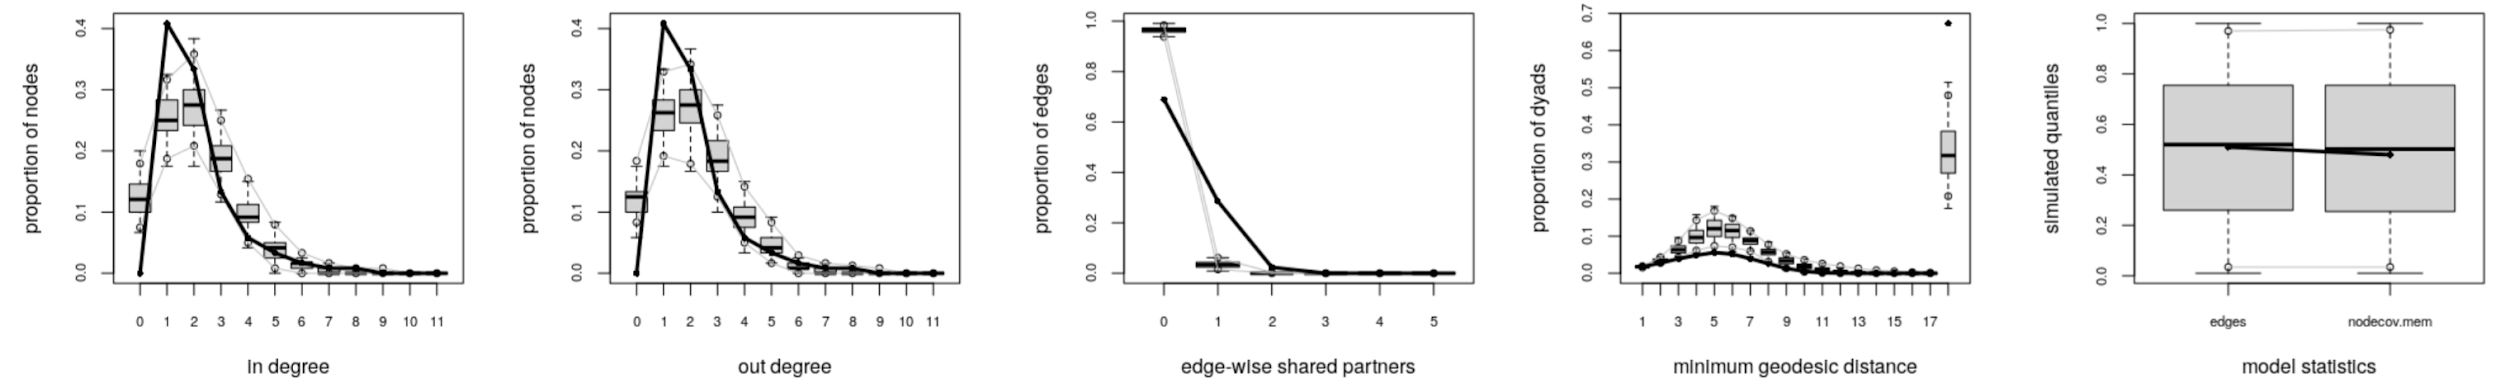 proportion of nodes
0.0 0.1 0.2 0.3 0.4
0 1 2 3 4 5 6 7 8 9 10 11
in degree
proportion of nodes
0.0 0.1 0.2 0.3 0.4
0 1 2 3 4 5 6 7 8 9 10 11
out degree
proportion of edges
0.0 0.2 0.4 0.6 0.8 1.0
0 1 2 3 4 5
edge-wise shared partners
proportion of dyads
0.0 0.1 0.2 0.3 0.4 0.5 0.6 0.7
1 3 5 7 9 11 13 15 17
minimum geodesic distance
simulated quantiles
0.0 0.2 0.4 0.6 0.8 1.0
edges nodecov.mem
model statistics